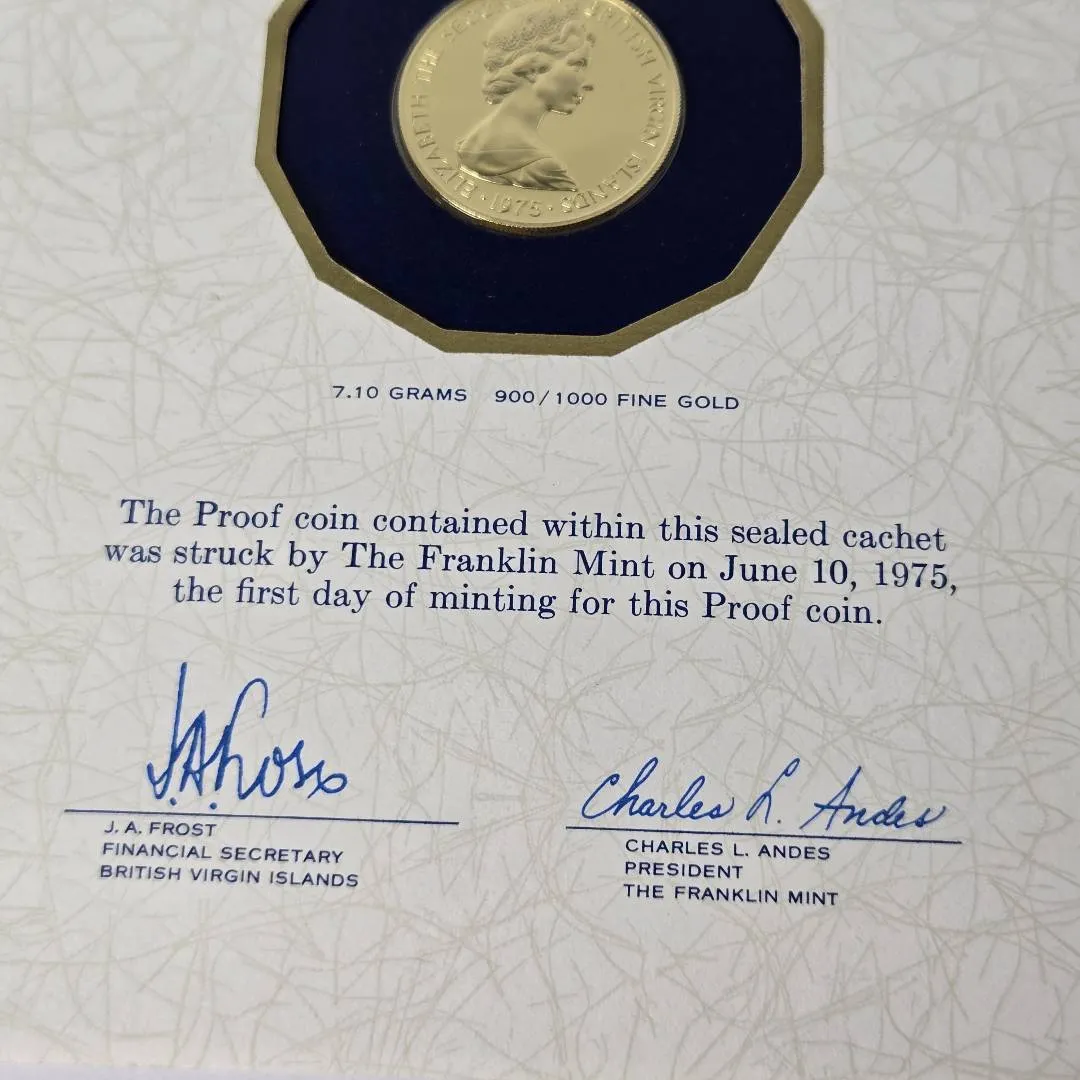 ELIZABETH THE SECOND BRITISH VIRGIN ISLANDS
· 1975 ·
7.10 GRAMS 900/1000 FINE GOLD
The Proof coin contained within this sealed cachet
was struck by The Franklin Mint on June 10, 1975,
the first day of minting for this Proof coin.
J.A. Frost
Charles L. Andes
J. A. FROST
FINANCIAL SECRETARY
BRITISH VIRGIN ISLANDS
CHARLES L. ANDES
PRESIDENT
THE FRANKLIN MINT